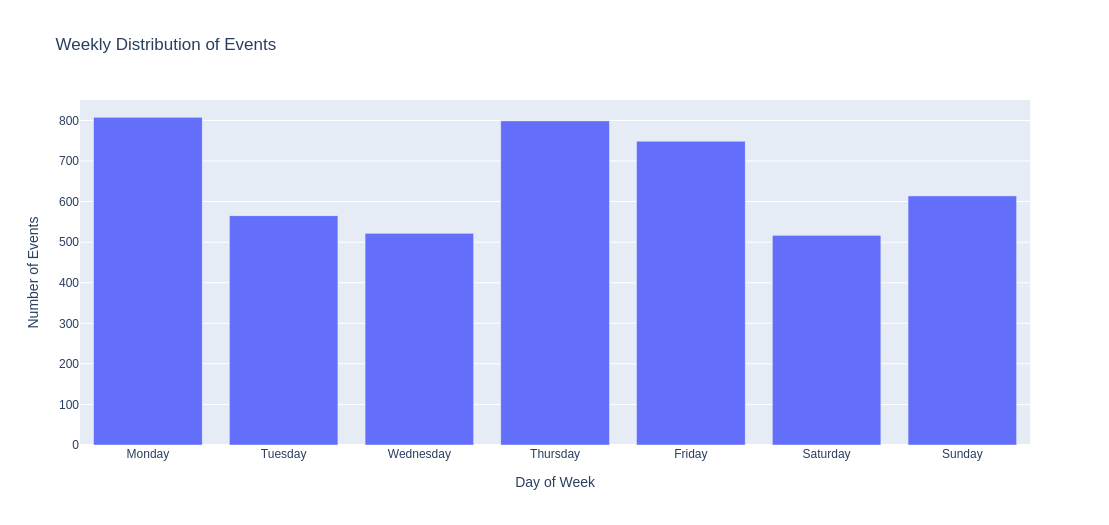 Weekly Distribution of Events
800
700
600
500
400
300
200
100
0
Number of Events
Monday
Tuesday
Wednesday
Thursday
Friday
Saturday
Sunday
Day of Week